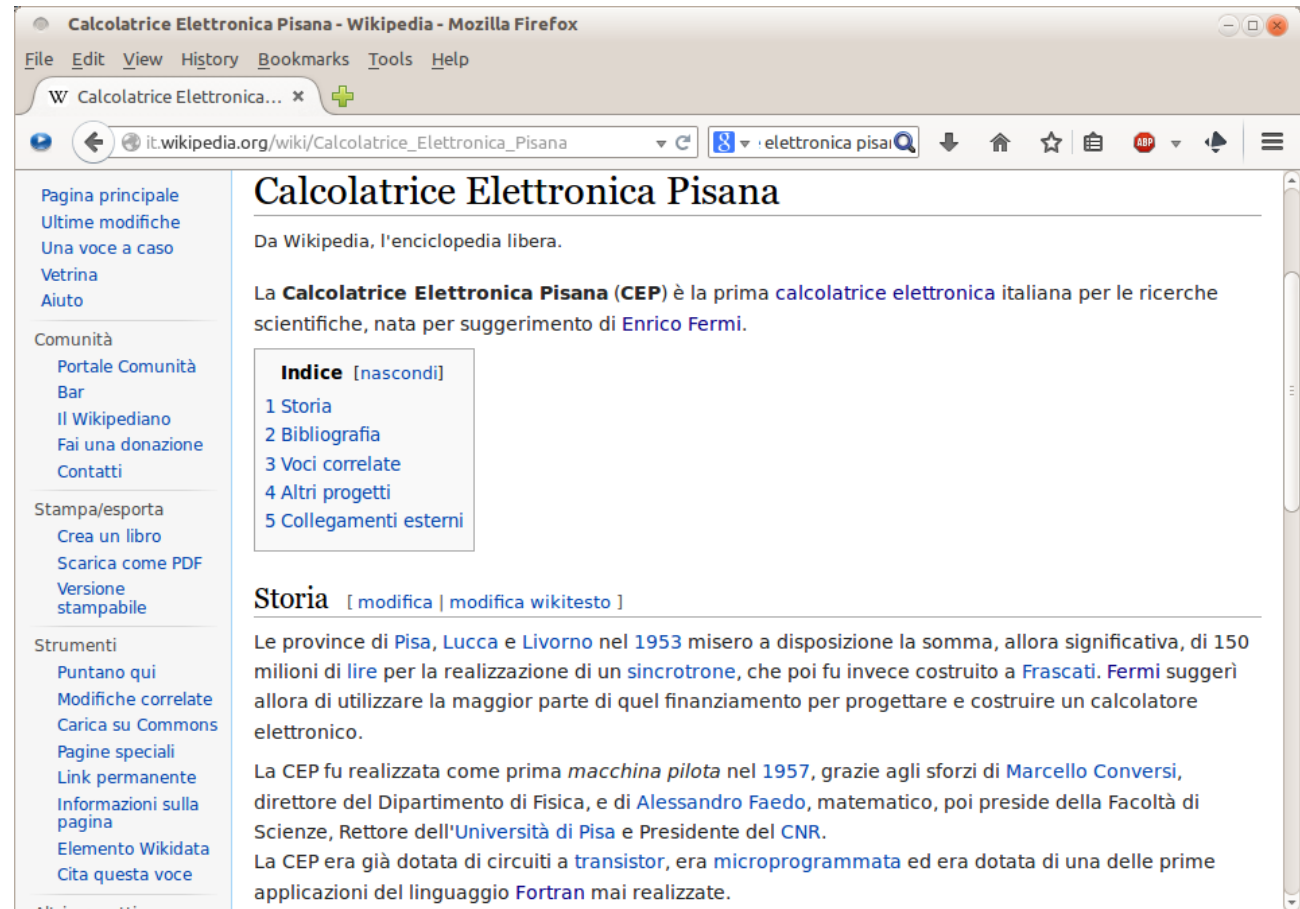 Calcolatrice Elettronica Pisana - Wikipedia - Mozilla Firefox
File Edit View History Bookmarks Tools Help
W Calcolatrice Elettronica...
it.wikipedia.org/wiki/Calcolatrice_Elettronica_Pisana
8 elettronica
ABP
Pagina principale
Ultime modifiche
Una voce a caso
Vetrina
Aiuto
Comunità
Portale Comunità
Bar
Il Wikipediano
Fai una donazione
Contatti
Stampa/esporta
Crea un libro
Scarica come PDF
Versione
stampabile
Strumenti
Puntano qui
Modifiche correlate
Carica su Commons
Pagine speciali
Link permanente
Informazioni sulla
pagina
Elemento Wikidata
Cita questa voce
Calcolatrice Elettronica Pisana
Da Wikipedia, l'enciclopedia libera.
La Calcolatrice Elettronica Pisana (CEP) è la prima calcolatrice elettronica italiana per le ricerche
scientifiche, nata per suggerimento di Enrico Fermi.
Indice [nascondi]
1 Storia
2 Bibliografia
3 Voci correlate
4 Altri progetti
5 Collegamenti esterni
Storia [ modifica | modifica wikitesto ]
Le province di Pisa, Lucca e Livorno nel 1953 misero a disposizione la somma, allora significativa, di 150
milioni di lire per la realizzazione di un sincrotrone, che poi fu invece costruito a Frascati. Fermi suggerì
allora di utilizzare la maggior parte di quel finanziamento per progettare e costruire un calcolatore
elettronico.
La CEP fu realizzata come prima macchina pilota nel 1957, grazie agli sforzi di Marcello Conversi,
direttore del Dipartimento di Fisica, e di Alessandro Faedo, matematico, poi preside della Facoltà di
Scienze, Rettore dell'Università di Pisa e Presidente del CNR.
La CEP era già dotata di circuiti a transistor, era microprogrammata ed era dotata di una delle prime
applicazioni del linguaggio Fortran mai realizzate.